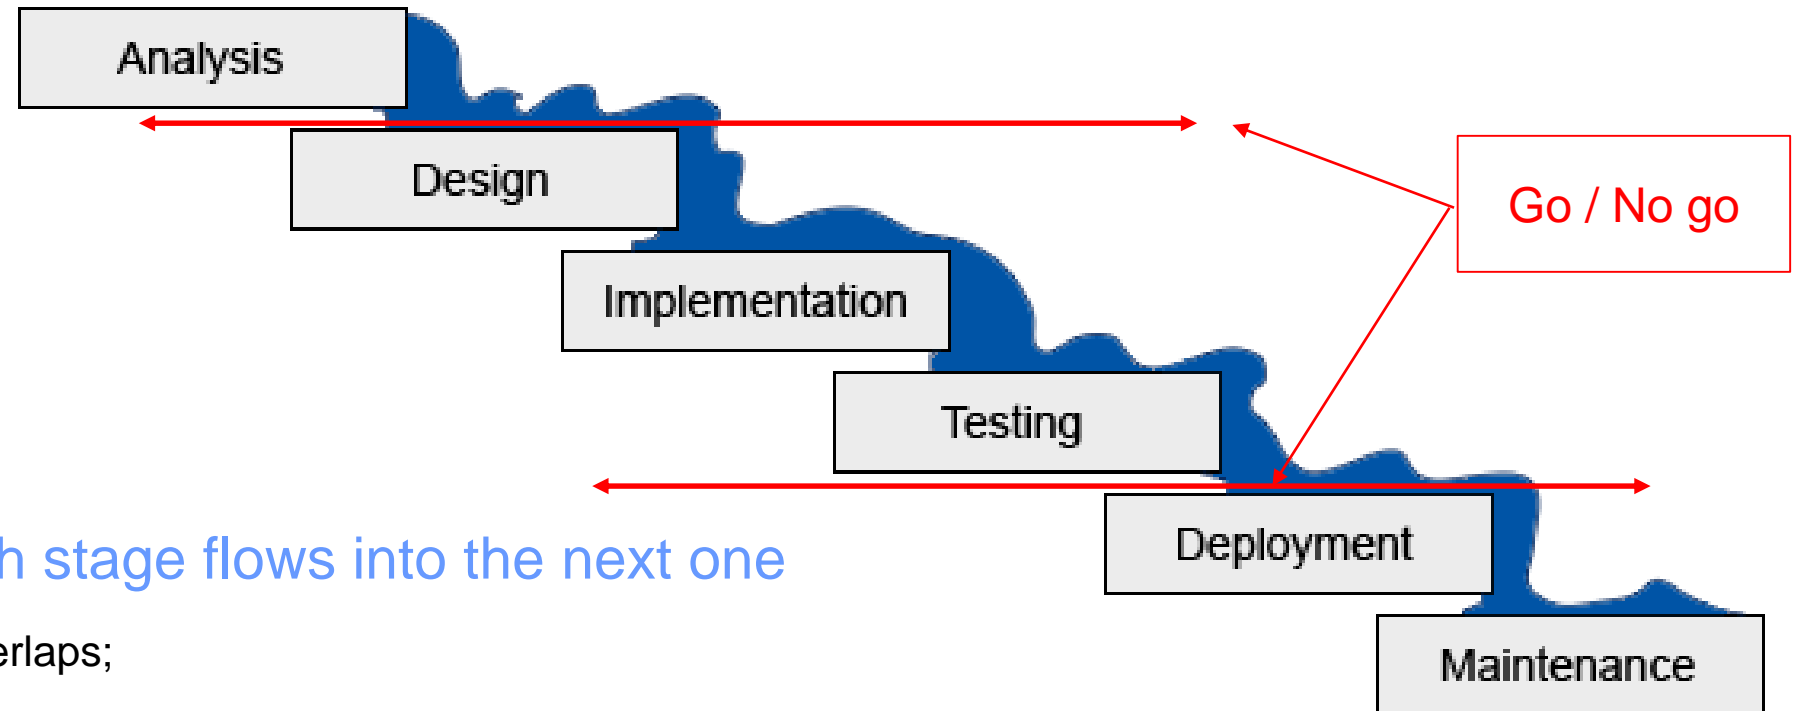 Analysis
Design
Go / No go
Implementation
Testing
Deployment
h stage flows into the next one
erlaps;
Maintenance